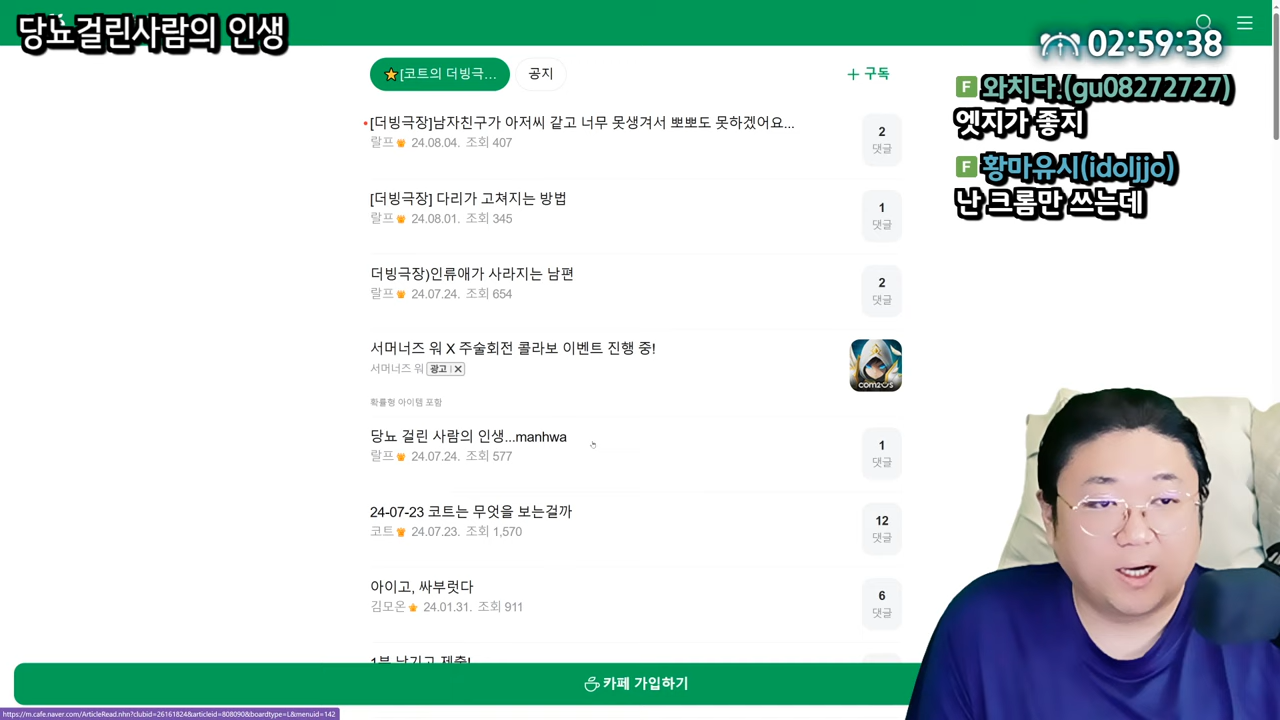 당뇨걸린사람의 인생
02:59:38
⭐[코트의 더빙극...
공지
+ 구독
[더빙극장]남자친구가 아저씨 같고 너무 못생겨서 뽀뽀도 못하겠어요...
랄프 24.08.04. 조회 407
2
댓글
[더빙극장] 다리가 고쳐지는 방법
랄프 24.08.01. 조회 345
1
댓글
더빙극장)인류애가 사라지는 남편
랄프 24.07.24. 조회 654
2
댓글
서머너즈 워 X 주술회전 콜라보 이벤트 진행 중!
서머너즈 워 광고 X
확률형 아이템 포함
com2us
당뇨 걸린 사람의 인생...manhwa
랄프 24.07.24. 조회 577
1
댓글
24-07-23 코트는 무엇을 보는걸까
코트 24.07.23. 조회 1,570
12
댓글
아이고, 싸부럿다
김모온 24.01.31. 조회 911
6
댓글
카페 가입하기
https://m.cafe.naver.com/ArticleRead.nhn?clubid=26161824&articleid=808090&boardtype=L&menuid=142
F 와치다.(gu08272727)
엣지가 좋지
F 황마유시(idoljjo)
난 크롬만 쓰는데